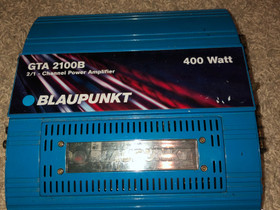 GTA 2100B
400 Watt
2/1 - Channel Power Amplifier
BLAUPUNKT